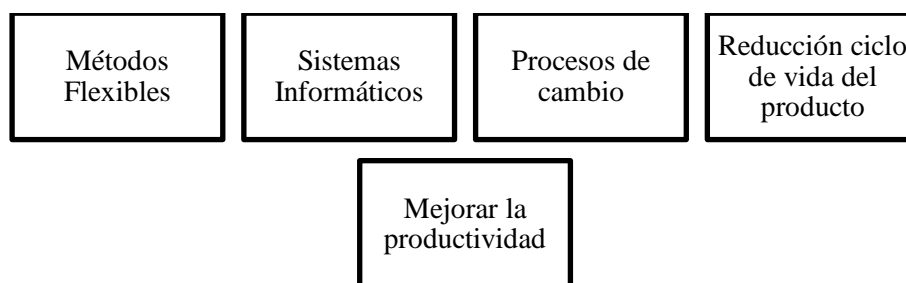 Métodos
Flexibles
Sistemas
Informáticos
Procesos de
cambio
Reducción ciclo
de vida del
producto
Mejorar la
productividad